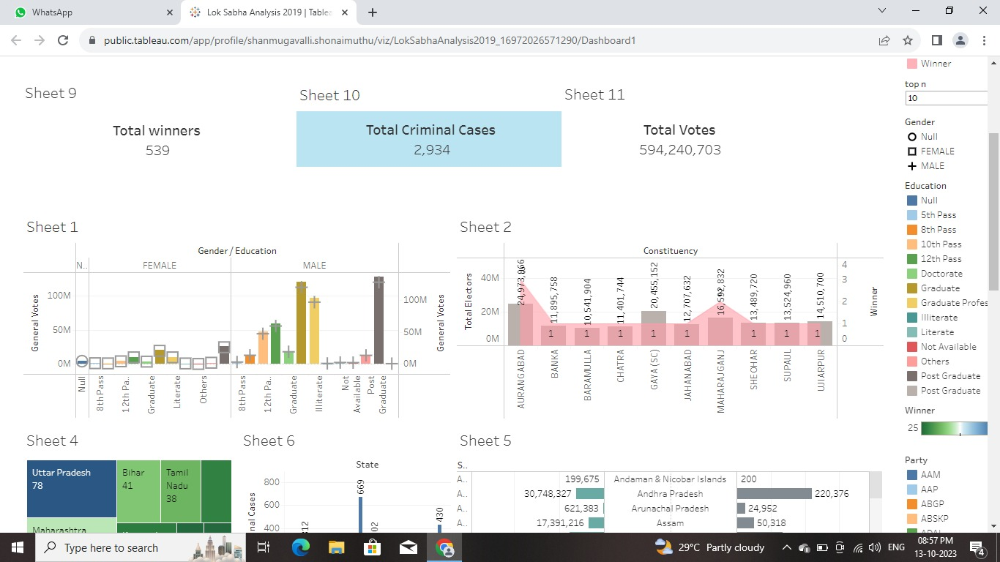 WhatsApp
Lok Sabha Analysis 2019 | Tablea
public.tableau.com/app/profile/shanmugavalli.shonaimuthu/viz/LokSabhaAnalysis2019_16972026571290/Dashboard1
Sheet 9
Total winners
539
Sheet 10
Total Criminal Cases
2,934
Sheet 11
Total Votes
594,240,703
Winner
top n
10
Gender
Null
FEMALE
MALE
Education
Null
5th Pass
8th Pass
10th Pass
12th Pass
Doctorate
Graduate
Graduate Profes
Illiterate
Literate
Not Available
Others
Post Graduate
Post Graduate
Winner
25
Party
AAM
AAP
ABGP
ABSKP
Sheet 1
Gender / Education
N.. FEMALE MALE
General Votes
100M
50M
0M
100M
50M
0M
General Votes
Null
8th Pass
12th Pa..
Graduate
Literate
Others
8th Pass
12th Pa..
Graduate
Illiterate
Not Available
Post Graduate
Sheet 2
Constituency
Total Electors
40M
20M
0M
24,973,966
11,895,758
10,541,904
11,401,744
20,455,152
12,707,632
16,592,832
13,489,720
13,524,960
14,510,700
1 1 1 1 1 1 1 1 1
4
3
2
1
0
Winner
AURANGABAD
BANKA
BARAMULLA
CHATRA
GAYA (SC)
JAHANABAD
MAHARAJGANJ
SHEOHAR
SUPAUL
UJIARPUR
Sheet 4
Uttar Pradesh
78
Bihar
41
Tamil
Nadu
38
Maharashtra
Sheet 6
State
800
600
400
nal Cases
312
669
02
430
Sheet 5
S..
A.. 199,675 Andaman & Nicobar Islands 200
A.. 30,748,327 Andhra Pradesh 220,376
A.. 621,383 Arunachal Pradesh 24,952
A.. 17,391,216 Assam 50,318
Type here to search
29°C Partly cloudy
ENG
08:57 PM
13-10-2023
4